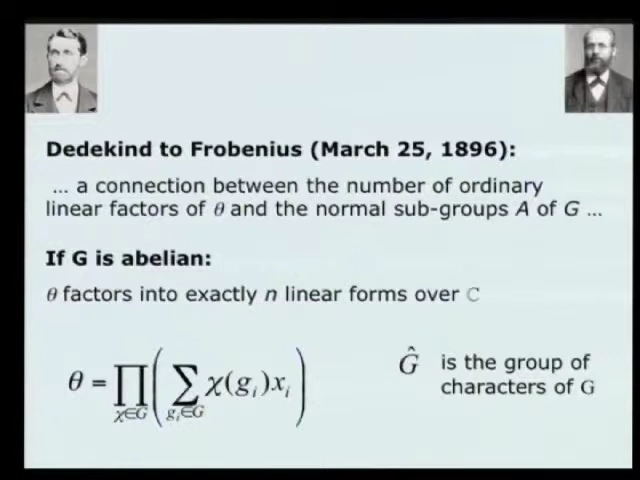 Dedekind to Frobenius (March 25, 1896):
... a connection between the number of ordinary
linear factors of θ and the normal sub-groups A of G ...
If G is abelian:
θ factors into exactly n linear forms over C
θ = ∏_{χ∈G} ( ∑_{g_i∈G} χ(g_i)x_i )
Ĝ is the group of
characters of G